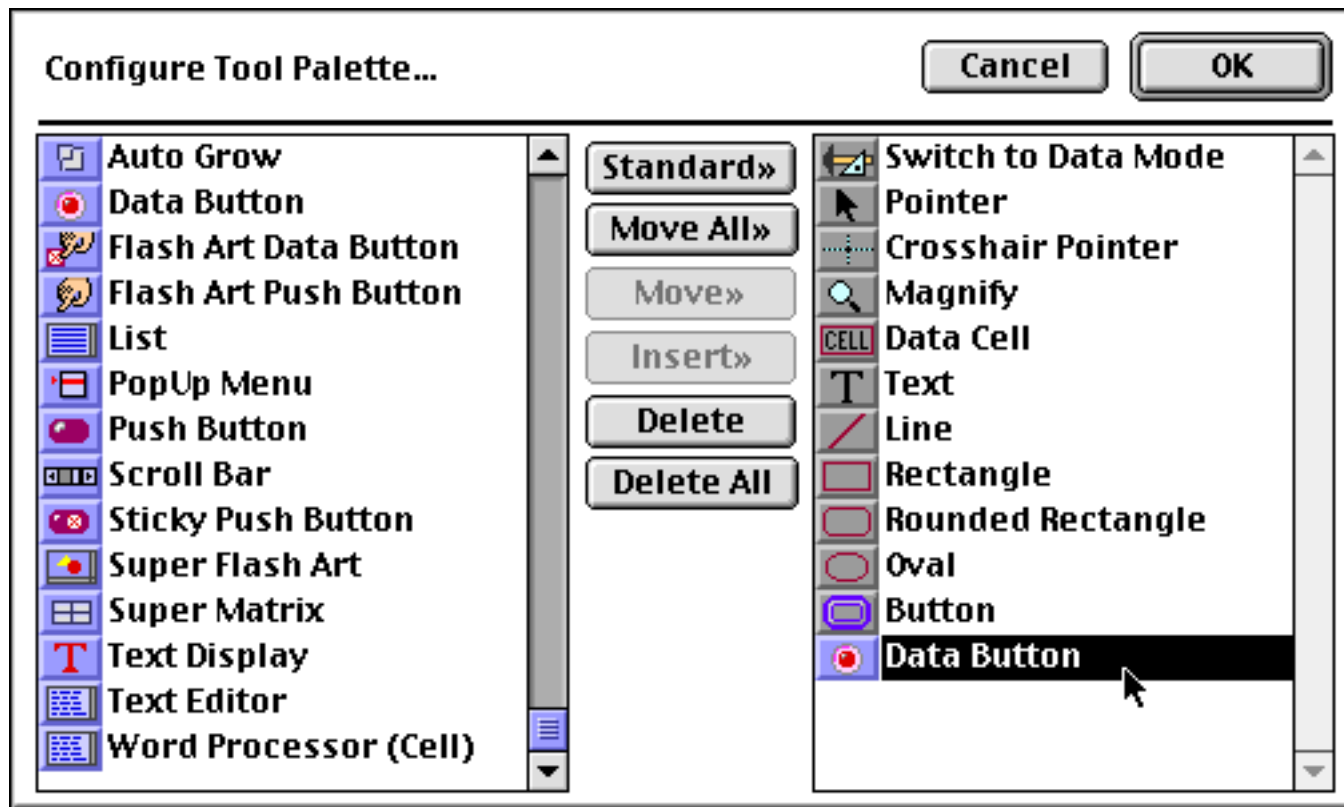 Configure Tool Palette...
Cancel
OK
Auto Grow
Data Button
Flash Art Data Button
Flash Art Push Button
List
PopUp Menu
Push Button
Scroll Bar
Sticky Push Button
Super Flash Art
Super Matrix
T Text Display
Text Editor
Word Processor (Cell)
Standard»
Move All»
Move»
Insert»
Delete
Delete All
Switch to Data Mode
Pointer
Crosshair Pointer
Magnify
CELL Data Cell
T Text
Line
Rectangle
Rounded Rectangle
Oval
Button
Data Button